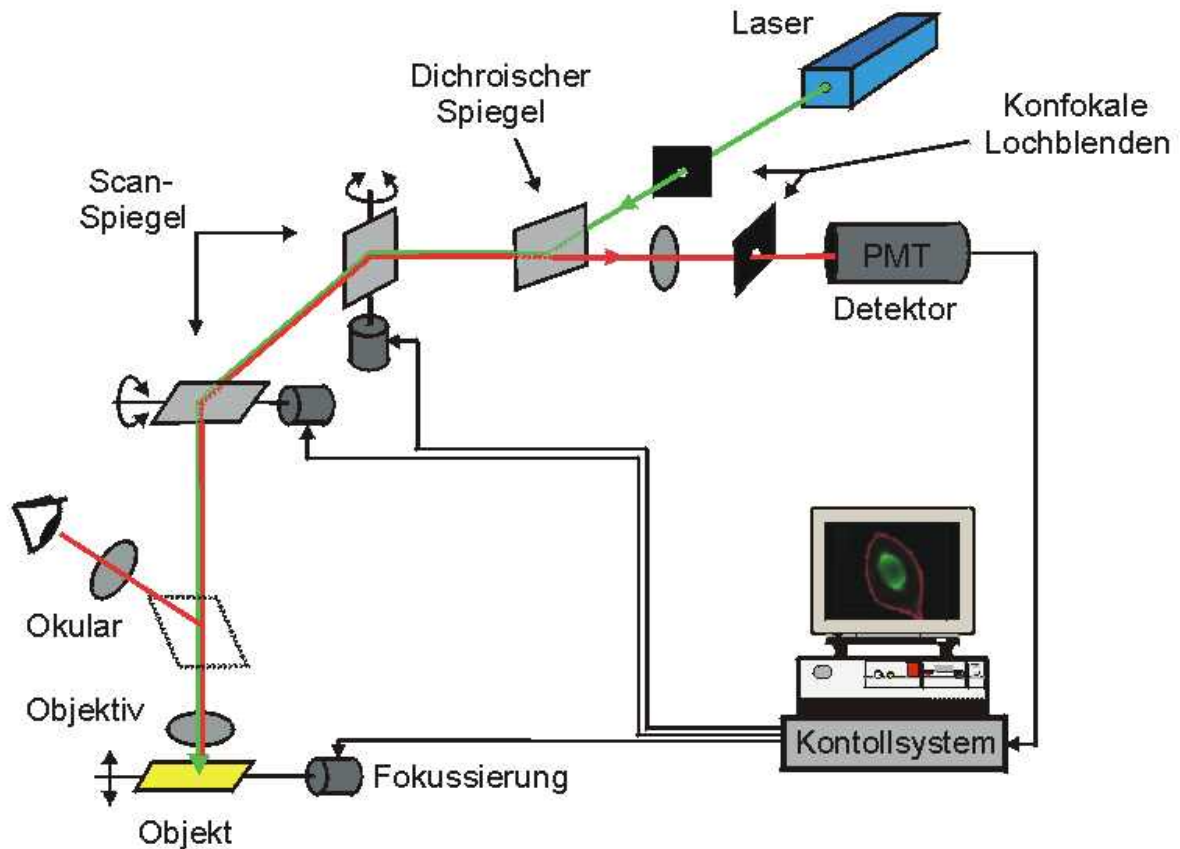 Laser
Dichroischer
Spiegel
Konfokale
Lochblenden
Scan-
Spiegel
PMT
Detektor
Okular
Objektiv
Kontollsystem
Fokussierung
Objekt